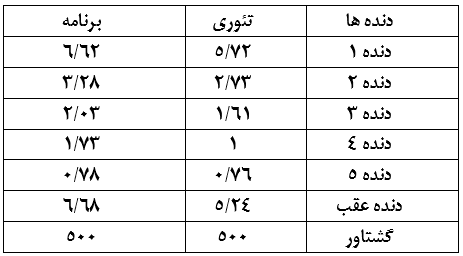 دنده ها تئوری برنامه
دنده ۱ ۵/۷۲ ۶/۶۲
دنده ۲ ۲/۷۳ ۳/۲۸
دنده ۳ ۱/۶۱ ۲/۰۳
دنده ٤ ۱ ۱/۷۳
دنده ۵ ۰/۷۶ ۰/۷۸
دنده عقب ۵/۲٤ ۶/۶۸
گشتاور ۵۰۰ ۵۰۰